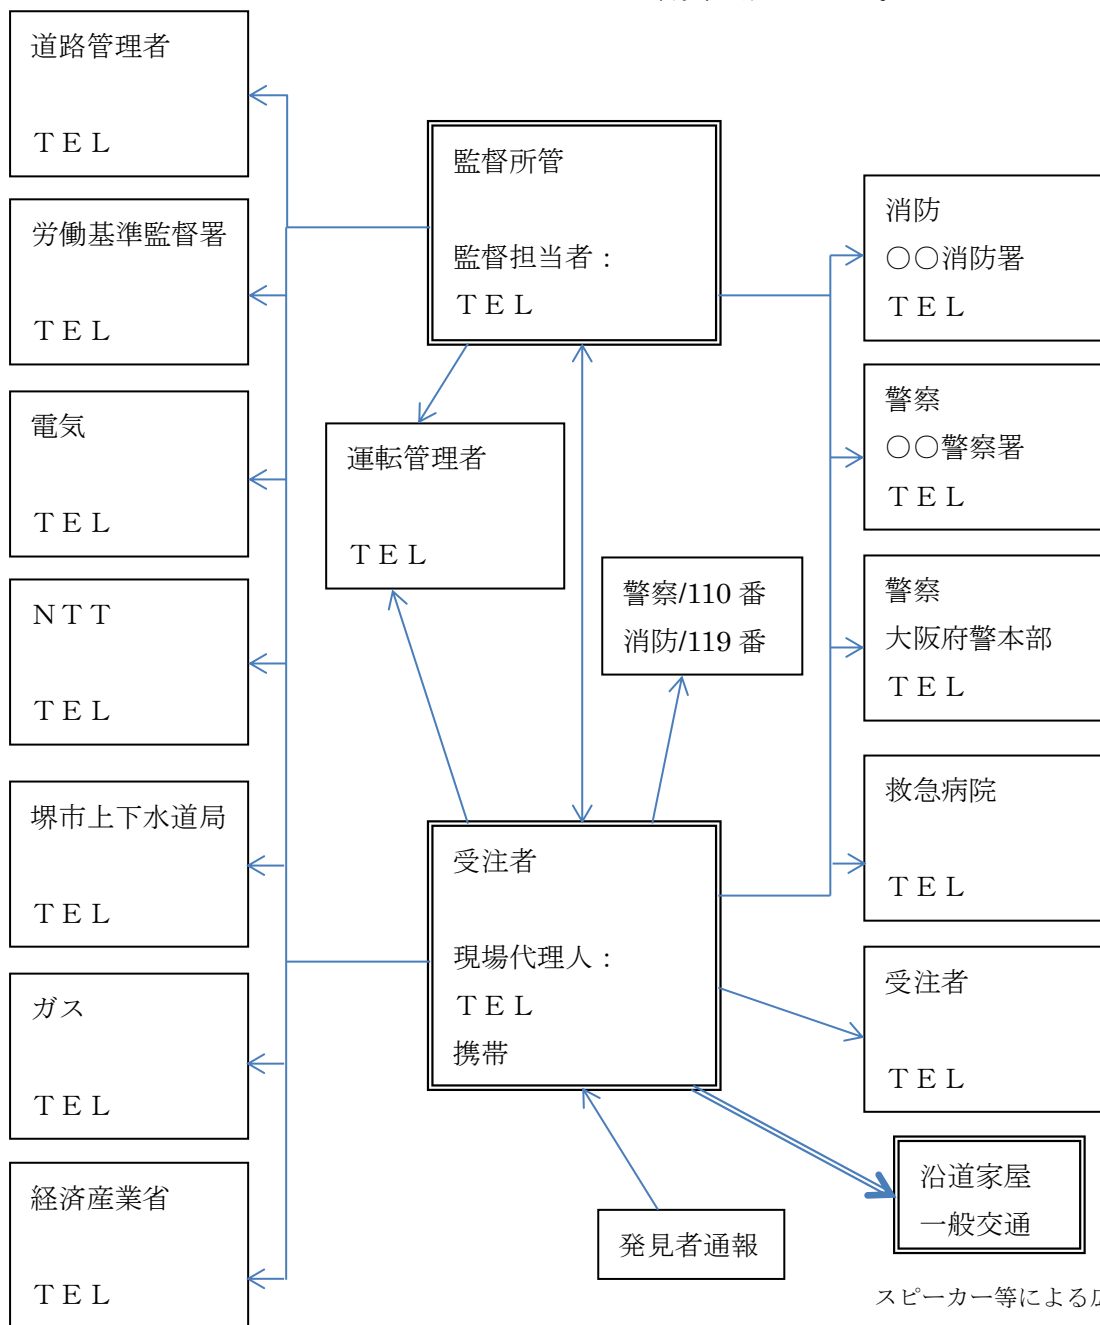 道路管理者
ＴＥＬ
労働基準監督署
ＴＥＬ
電気
ＴＥＬ
ＮＴＴ
ＴＥＬ
堺市上下水道局
ＴＥＬ
ガス
ＴＥＬ
経済産業省
ＴＥＬ
監督所管
監督担当者：
ＴＥＬ
運転管理者
ＴＥＬ
警察/110 番
消防/119 番
受注者
現場代理人：
ＴＥＬ
携帯
発見者通報
消防
○○消防署
ＴＥＬ
警察
○○警察署
ＴＥＬ
警察
大阪府警本部
ＴＥＬ
救急病院
ＴＥＬ
受注者
ＴＥＬ
沿道家屋
一般交通
スピーカー等による広